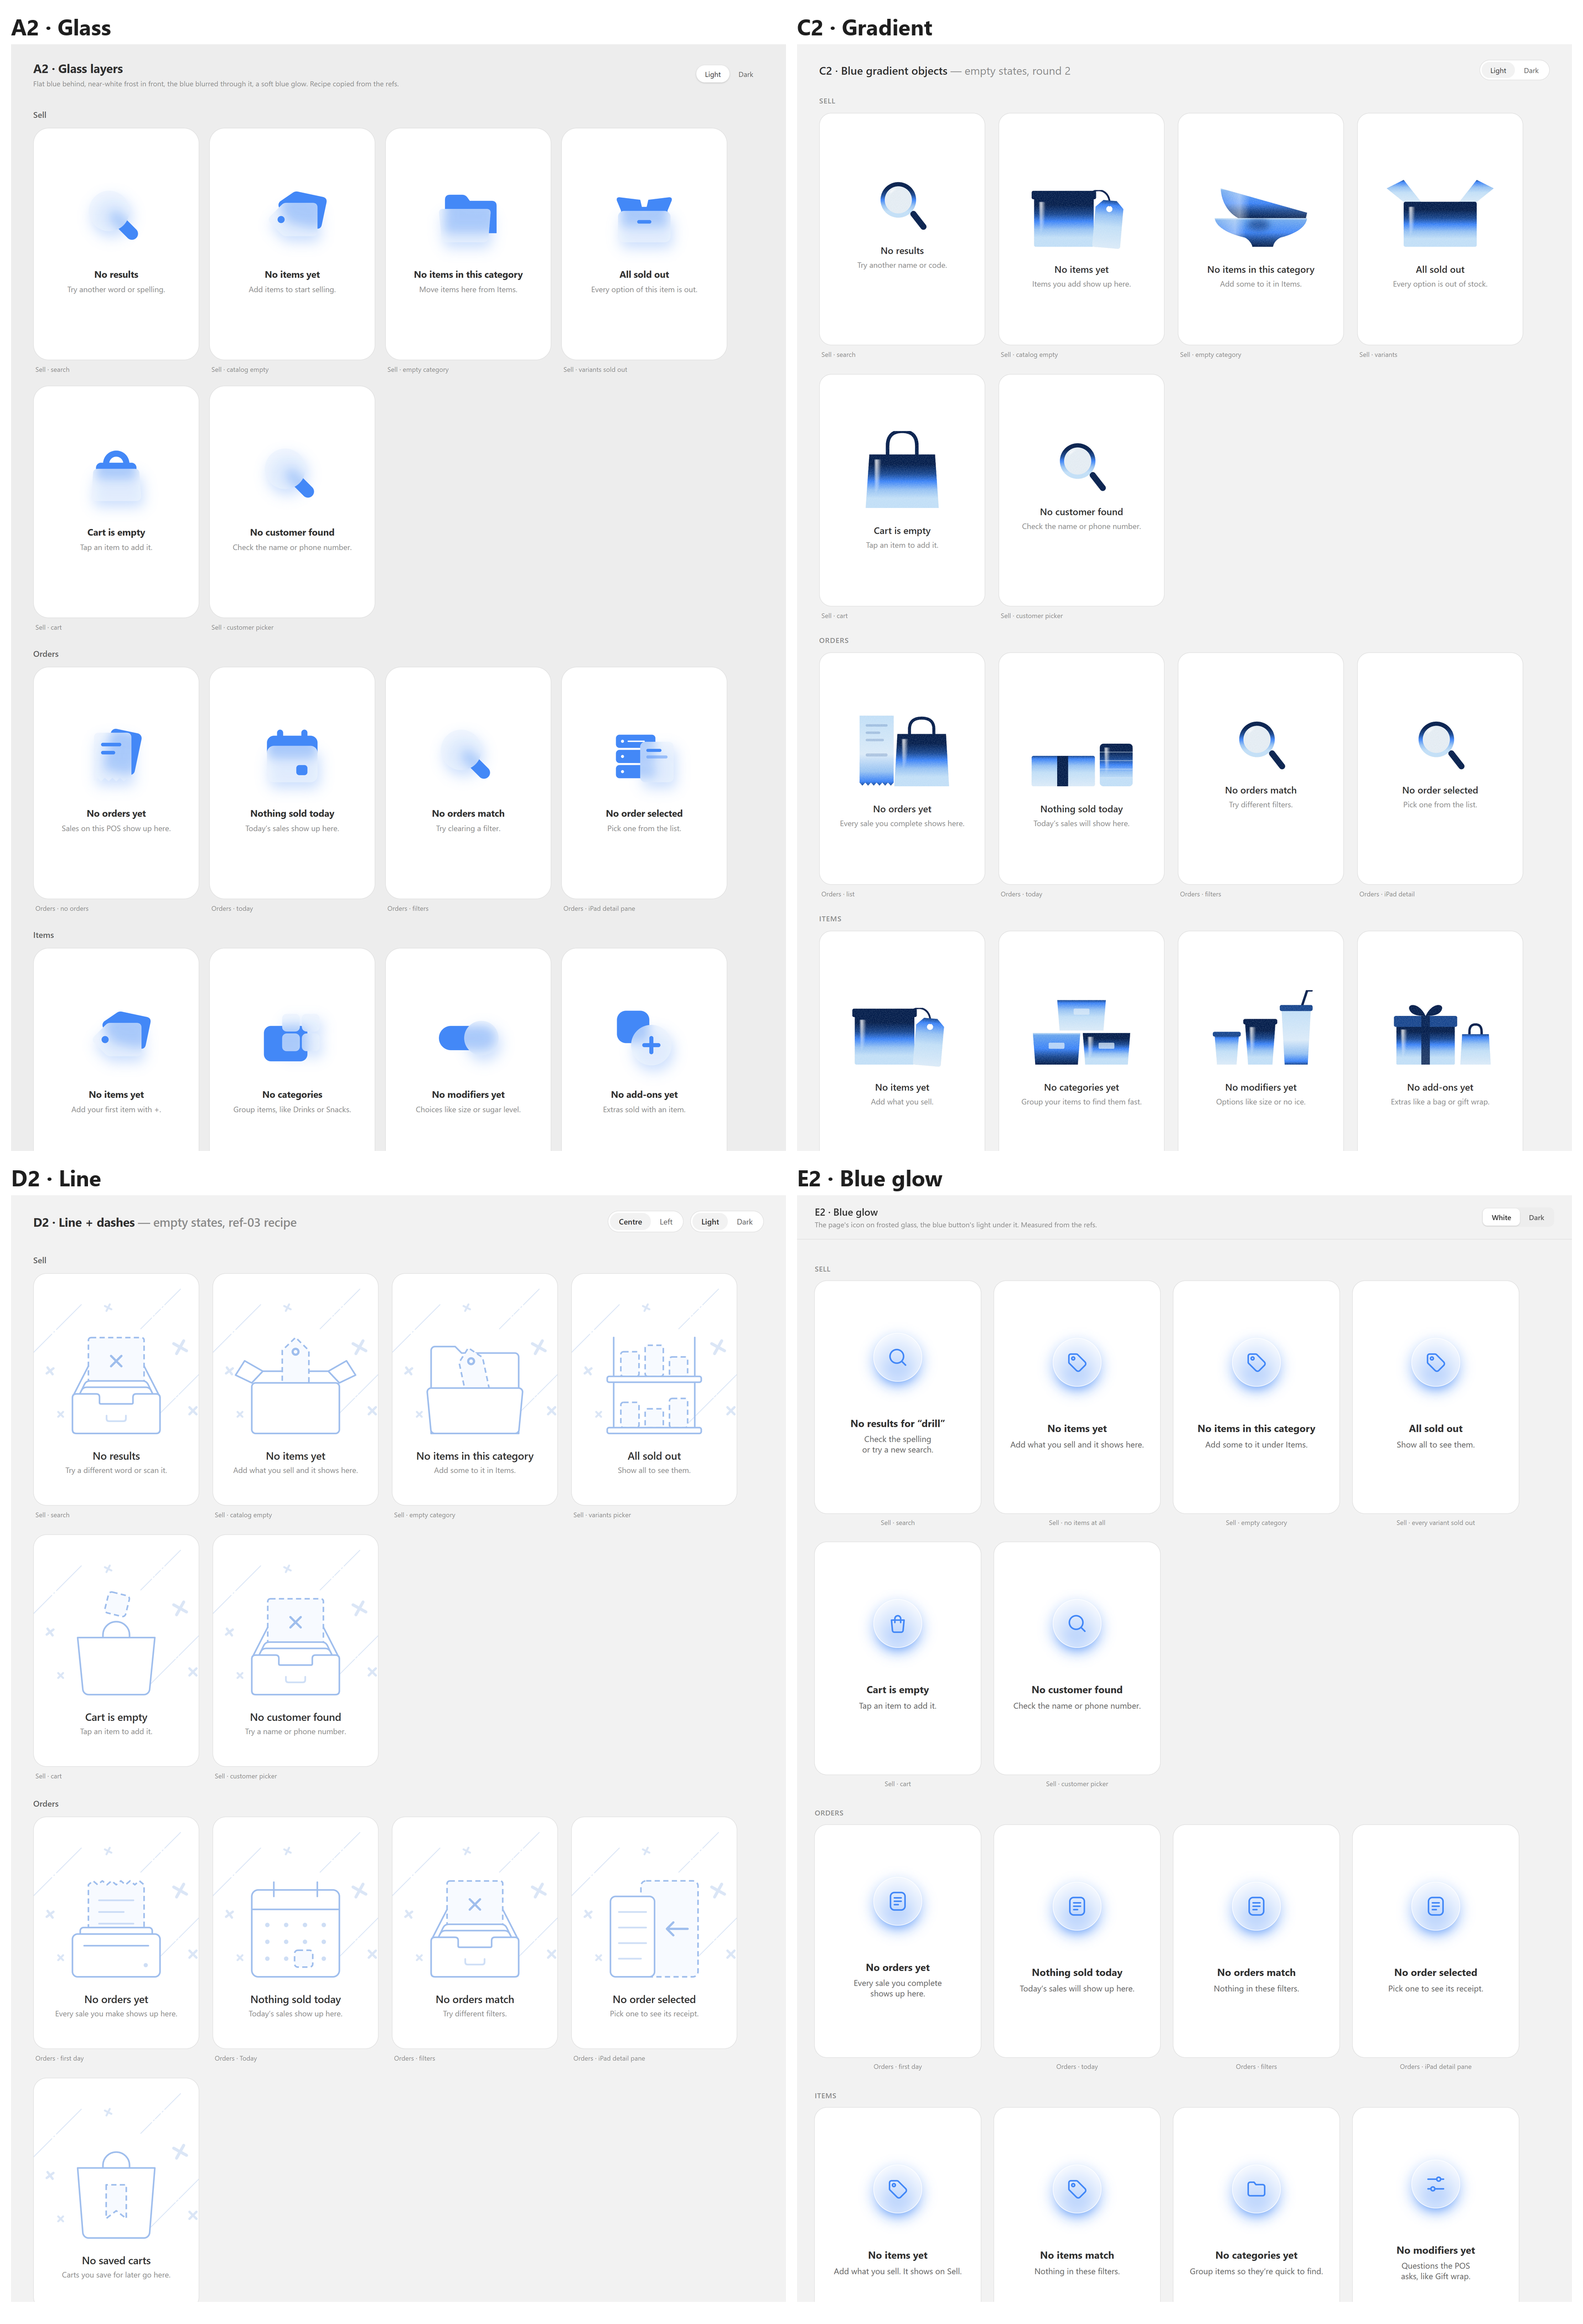 A2 · Glass
A2 · Glass layers
Flat blue behind, near-white frost in front, the blue blurred through it, a soft blue glow. Recipe copied from the refs.
Light
Dark
Sell
No results
Try another word or spelling.
Sell · search
No items yet
Add items to start selling.
Sell · catalog empty
No items in this category
Move items here from Items.
Sell · empty category
All sold out
Every option of this item is out.
Sell · variants sold out
Cart is empty
Tap an item to add it.
Sell · cart
No customer found
Check the name or phone number.
Sell · customer picker
Orders
No orders yet
Sales on this POS show up here.
Orders · no orders
Nothing sold today
Today's sales show up here.
Orders · today
No orders match
Try clearing a filter.
Orders · filters
No order selected
Pick one from the list.
Orders · iPad detail pane
Items
No items yet
Add your first item with +.
No categories
Group items, like Drinks or Snacks.
No modifiers yet
Choices like size or sugar level.
No add-ons yet
Extras sold with an item.
C2 · Gradient
C2 · Blue gradient objects — empty states, round 2
Light
Dark
SELL
No results
Try another name or code.
Sell · search
No items yet
Items you add show up here.
Sell · catalog empty
No items in this category
Add some to it in Items.
Sell · empty category
All sold out
Every option is out of stock.
Sell · variants
Cart is empty
Tap an item to add it.
Sell · cart
No customer found
Check the name or phone number.
Sell · customer picker
ORDERS
No orders yet
Every sale you complete shows here.
Orders · list
Nothing sold today
Today's sales will show here.
Orders · today
No orders match
Try different filters.
Orders · filters
No order selected
Pick one from the list.
Orders · iPad detail
ITEMS
No items yet
Add what you sell.
No categories yet
Group your items to find them fast.
No modifiers yet
Options like size or no ice.
No add-ons yet
Extras like a bag or gift wrap.
D2 · Line
D2 · Line + dashes — empty states, ref-03 recipe
Centre
Left
Light
Dark
Sell
No results
Try a different word or scan it.
Sell · search
No items yet
Add what you sell and it shows here.
Sell · catalog empty
No items in this category
Add some to it in Items.
Sell · empty category
All sold out
Show all to see them.
Sell · variants picker
Cart is empty
Tap an item to add it.
Sell · cart
No customer found
Try a name or phone number.
Sell · customer picker
Orders
No orders yet
Every sale you make shows up here.
Orders · first day
Nothing sold today
Today's sales show up here.
Orders · Today
No orders match
Try different filters.
Orders · filters
No order selected
Pick one to see its receipt.
Orders · iPad detail pane
No saved carts
Carts you save for later go here.
E2 · Blue glow
E2 · Blue glow
The page's icon on frosted glass, the blue button's light under it. Measured from the refs.
White
Dark
SELL
No results for “drill”
Check the spelling
or try a new search.
Sell · search
No items yet
Add what you sell and it shows here.
Sell · no items at all
No items in this category
Add some to it under Items.
Sell · empty category
All sold out
Show all to see them.
Sell · every variant sold out
Cart is empty
Tap an item to add it.
Sell · cart
No customer found
Check the name or phone number.
Sell · customer picker
ORDERS
No orders yet
Every sale you complete
shows up here.
Orders · first day
Nothing sold today
Today's sales will show up here.
Orders · today
No orders match
Nothing in these filters.
Orders · filters
No order selected
Pick one to see its receipt.
Orders · iPad detail pane
ITEMS
No items yet
Add what you sell. It shows on Sell.
No items match
Nothing in these filters.
No categories yet
Group items so they're quick to find.
No modifiers yet
Questions the POS
asks, like Gift wrap.